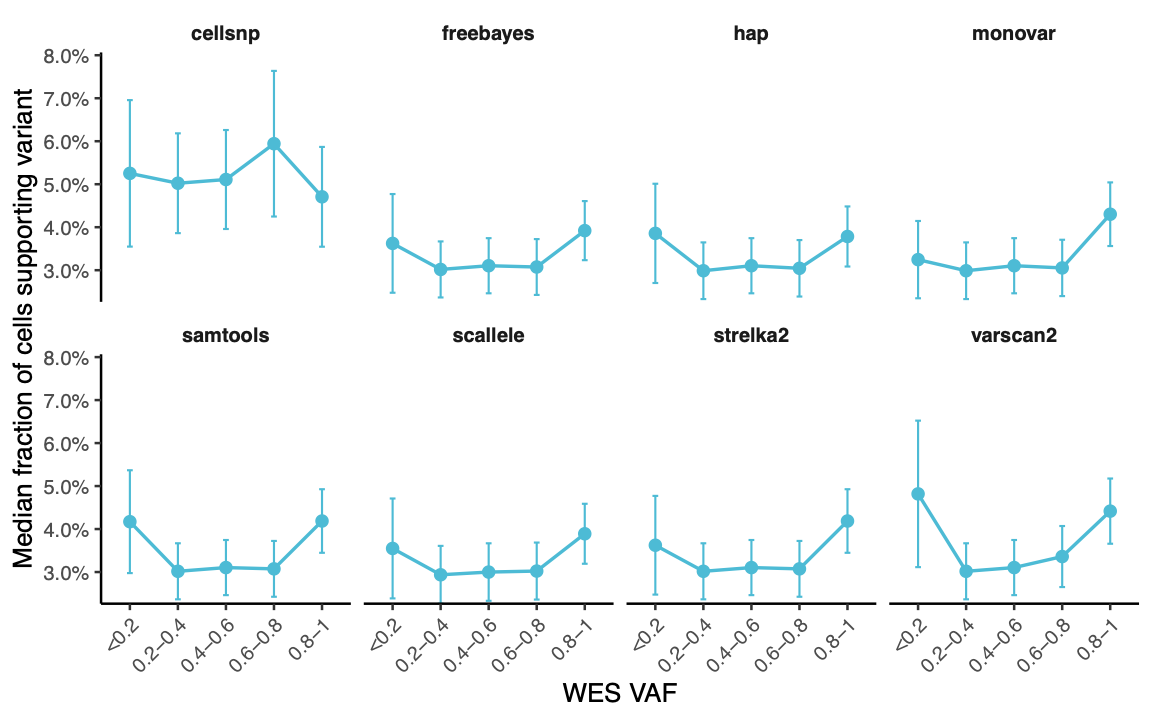 cellsnp freebayes hap monovar
8.0%
7.0%
6.0%
5.0%
4.0%
3.0%
samtools scallele strelka2 varscan2
8.0%
7.0%
6.0%
5.0%
4.0%
3.0%
Median fraction of cells supporting variant
<0.2 0.2–0.4 0.4–0.6 0.6–0.8 0.8–1 <0.2 0.2–0.4 0.4–0.6 0.6–0.8 0.8–1 <0.2 0.2–0.4 0.4–0.6 0.6–0.8 0.8–1 <0.2 0.2–0.4 0.4–0.6 0.6–0.8 0.8–1
WES VAF